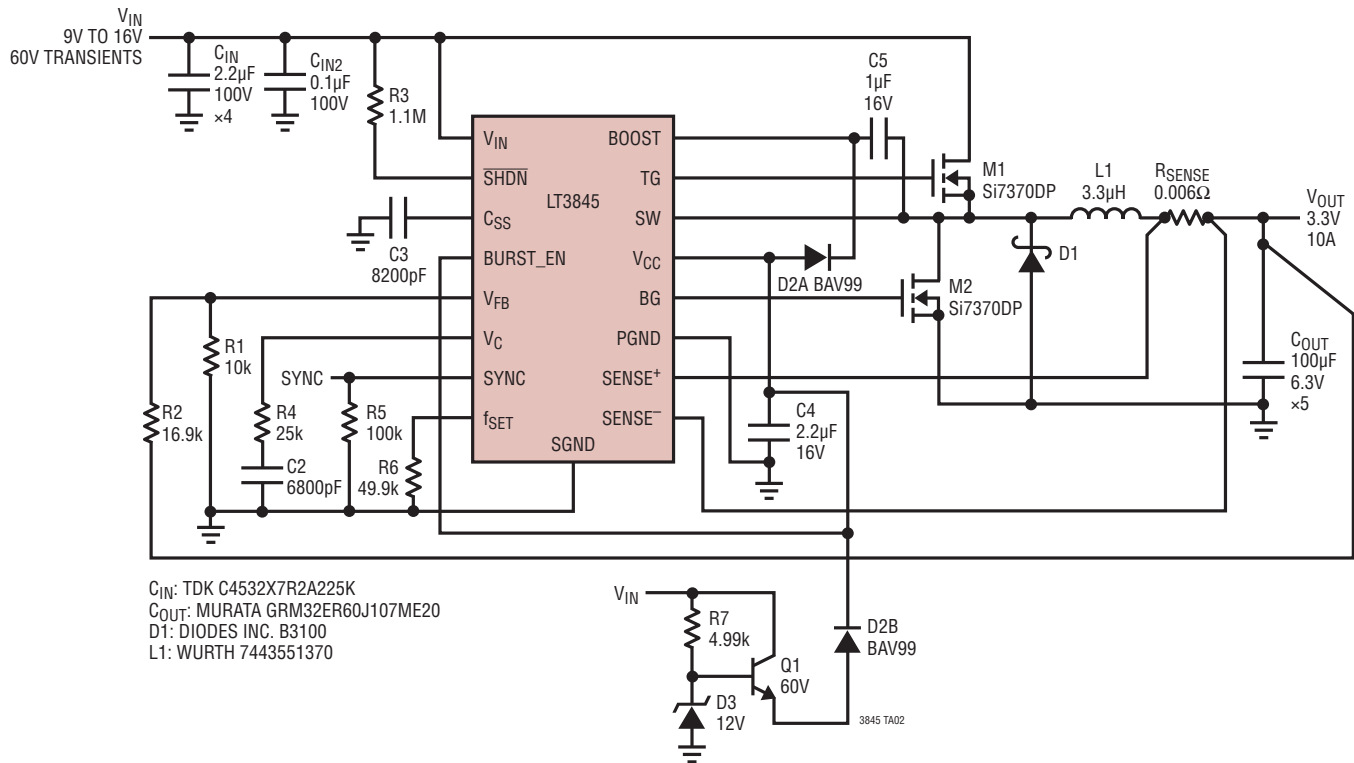 VIN
9V TO 16V
60V TRANSIENTS
CIN
2.2µF
100V
×4
CIN2
0.1µF
100V
R3
1.1M
C5
1µF
16V
VIN
SHDN
CSS
BURST_EN
VFB
VC
SYNC
fSET
LT3845
SGND
BOOST
TG
SW
VCC
BG
PGND
SENSE+
SENSE–
M1
Si7370DP
L1
3.3µH
RSENSE
0.006Ω
VOUT
3.3V
10A
C3
8200pF
D2A BAV99
D1
M2
Si7370DP
R1
10k
SYNC
R2
16.9k
R4
25k
R5
100k
C2
6800pF
R6
49.9k
C4
2.2µF
16V
COUT
100µF
6.3V
×5
CIN: TDK C4532X7R2A225K
COUT: MURATA GRM32ER60J107ME20
D1: DIODES INC. B3100
L1: WURTH 7443551370
VIN
R7
4.99k
Q1
60V
D3
12V
D2B
BAV99
3845 TA02